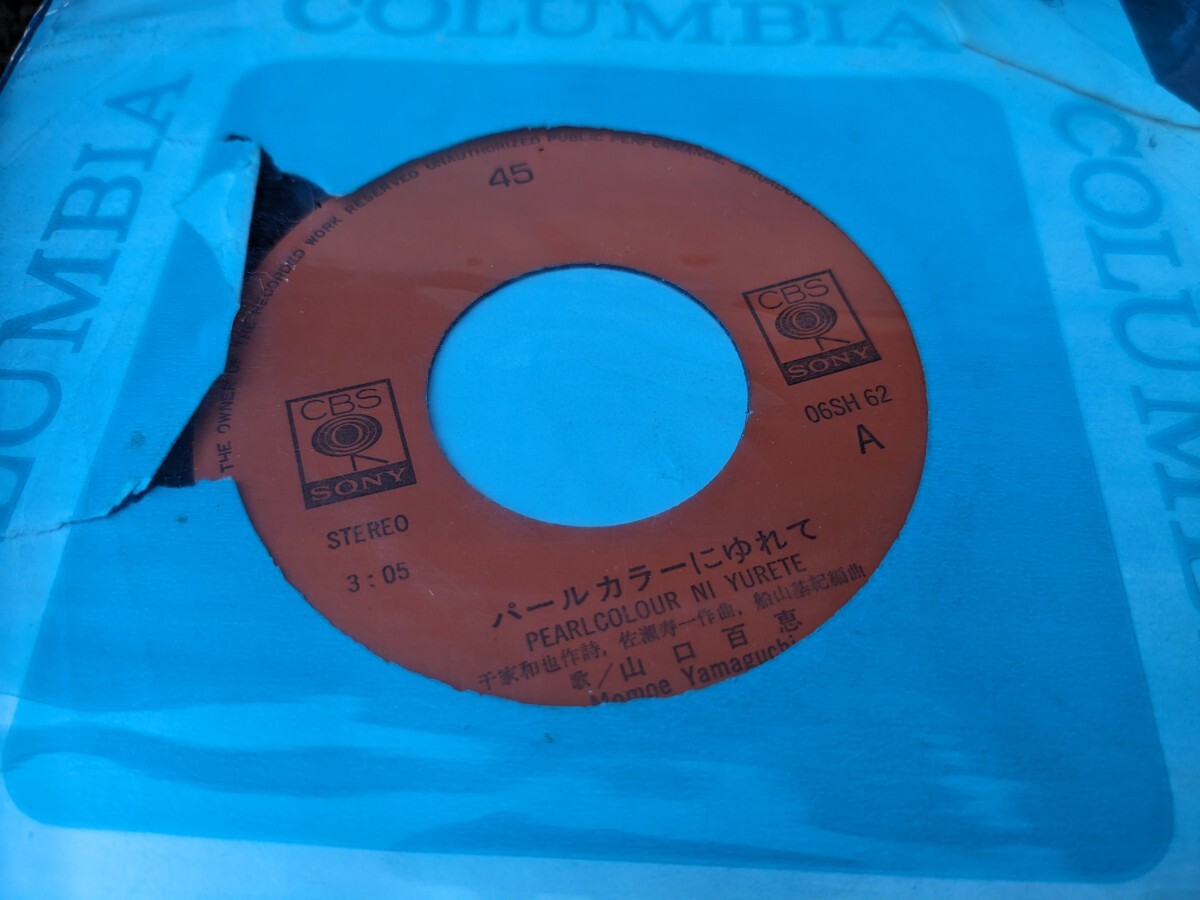 COLUMBIA
COLUMBIA
COLUMBIA
THE OWNER OF THE RECORDED WORK RESERVED UNAUTHORIZED PUBLIC PERFORMANCE
45
CBS
SONY
CBS
SONY
06SH 62
A
STEREO
3:05
パールカラーにゆれて
PEARLCOLOUR NI YURETE
千家和也作詩, 佐瀬寿一作曲, 船山基紀編曲
歌/山口百恵
Momoe Yamaguchi